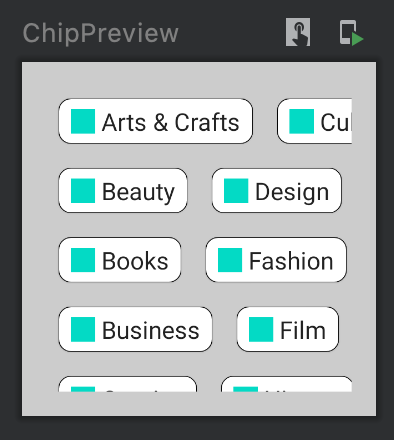 ChipPreview
Arts & Crafts
Beauty Design
Books Fashion
Business Film